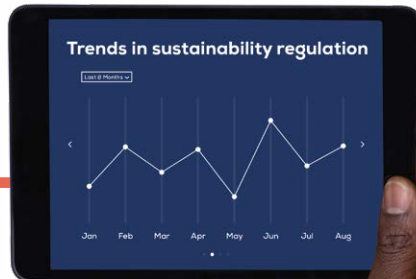 Trends in sustainability regulation
Last 8 Months
Jan Feb Mar Apr May Jun Jul Aug